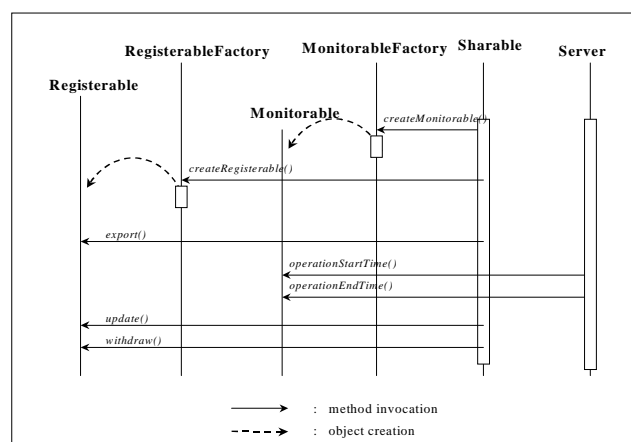 RegisterableFactory
MonitorableFactory
Sharable
Server
Registerable
Monitorable
createMonitorable()
createRegisterable()
export()
operationStartTime()
operationEndTime()
update()
withdraw()
: method invocation
: object creation